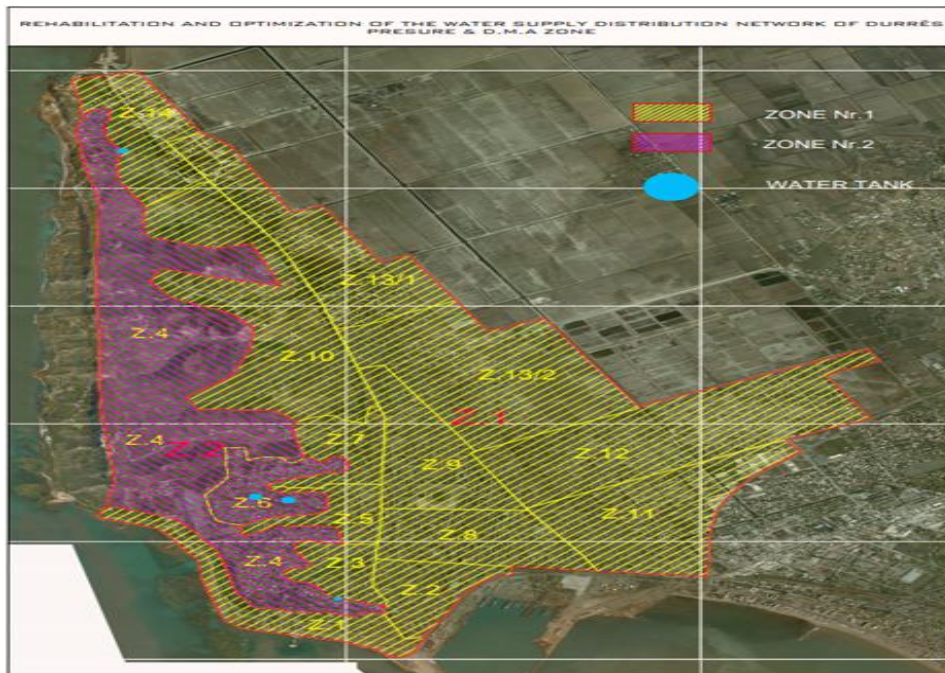 REHABILITATION AND OPTIMIZATION OF THE WATER SUPPLY DISTRIBUTION NETWORK OF DURRËS
PRESURE & D.M.A ZONE
Z.14
ZONE Nr.1
ZONE Nr.2
WATER TANK
Z.13/1
Z.4
Z.10
Z.13/2
Z.1
Z.4
Z.2
Z.7
Z.9
Z.12
Z.6
Z.5
Z.11
Z.8
Z.4
Z.3
Z.2
Z.1